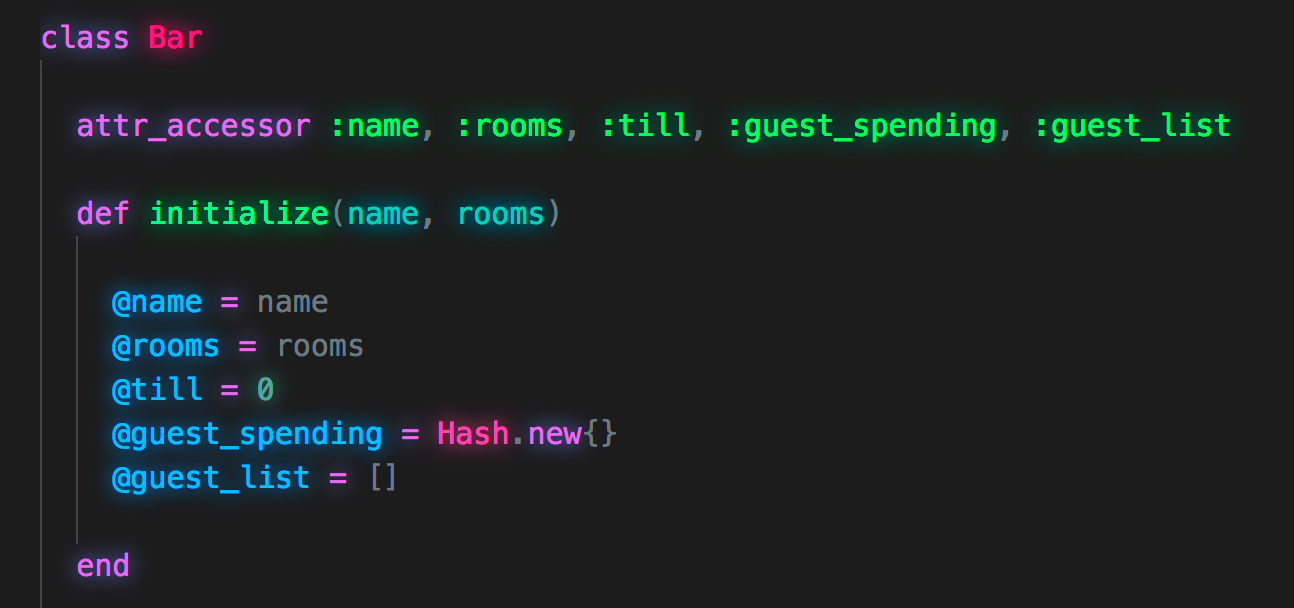 class Bar
attr_accessor :name, :rooms, :till, :guest_spending, :guest_list
def initialize(name, rooms)
@name = name
@rooms = rooms
@till = 0
@guest_spending = Hash.new{}
@guest_list = []
end